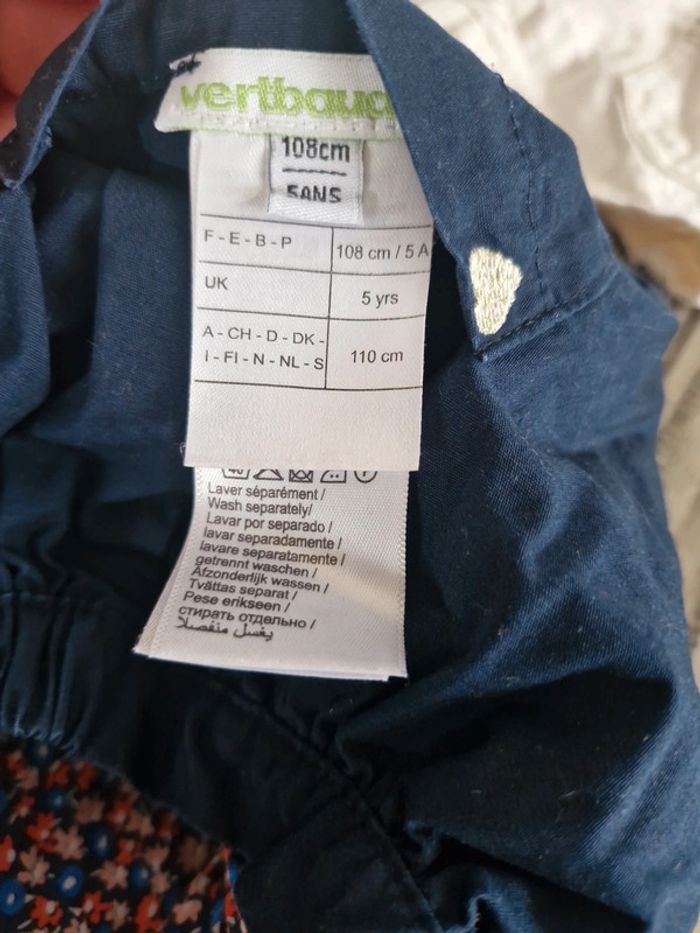 vertbaud
108cm
5ANS
F - E - B - P
108 cm / 5 A
UK
5 yrs
A - CH - D - DK -
I - FI - N - NL - S
110 cm
Laver séparément /
Wash separately/
Lavar por separado /
lavar separadamente /
lavare separatamente /
getrennt waschen /
Afzonderlijk wassen /
Tvättas separat /
Pese erikseen /
стирать отдельно /
يغسل منفصلا